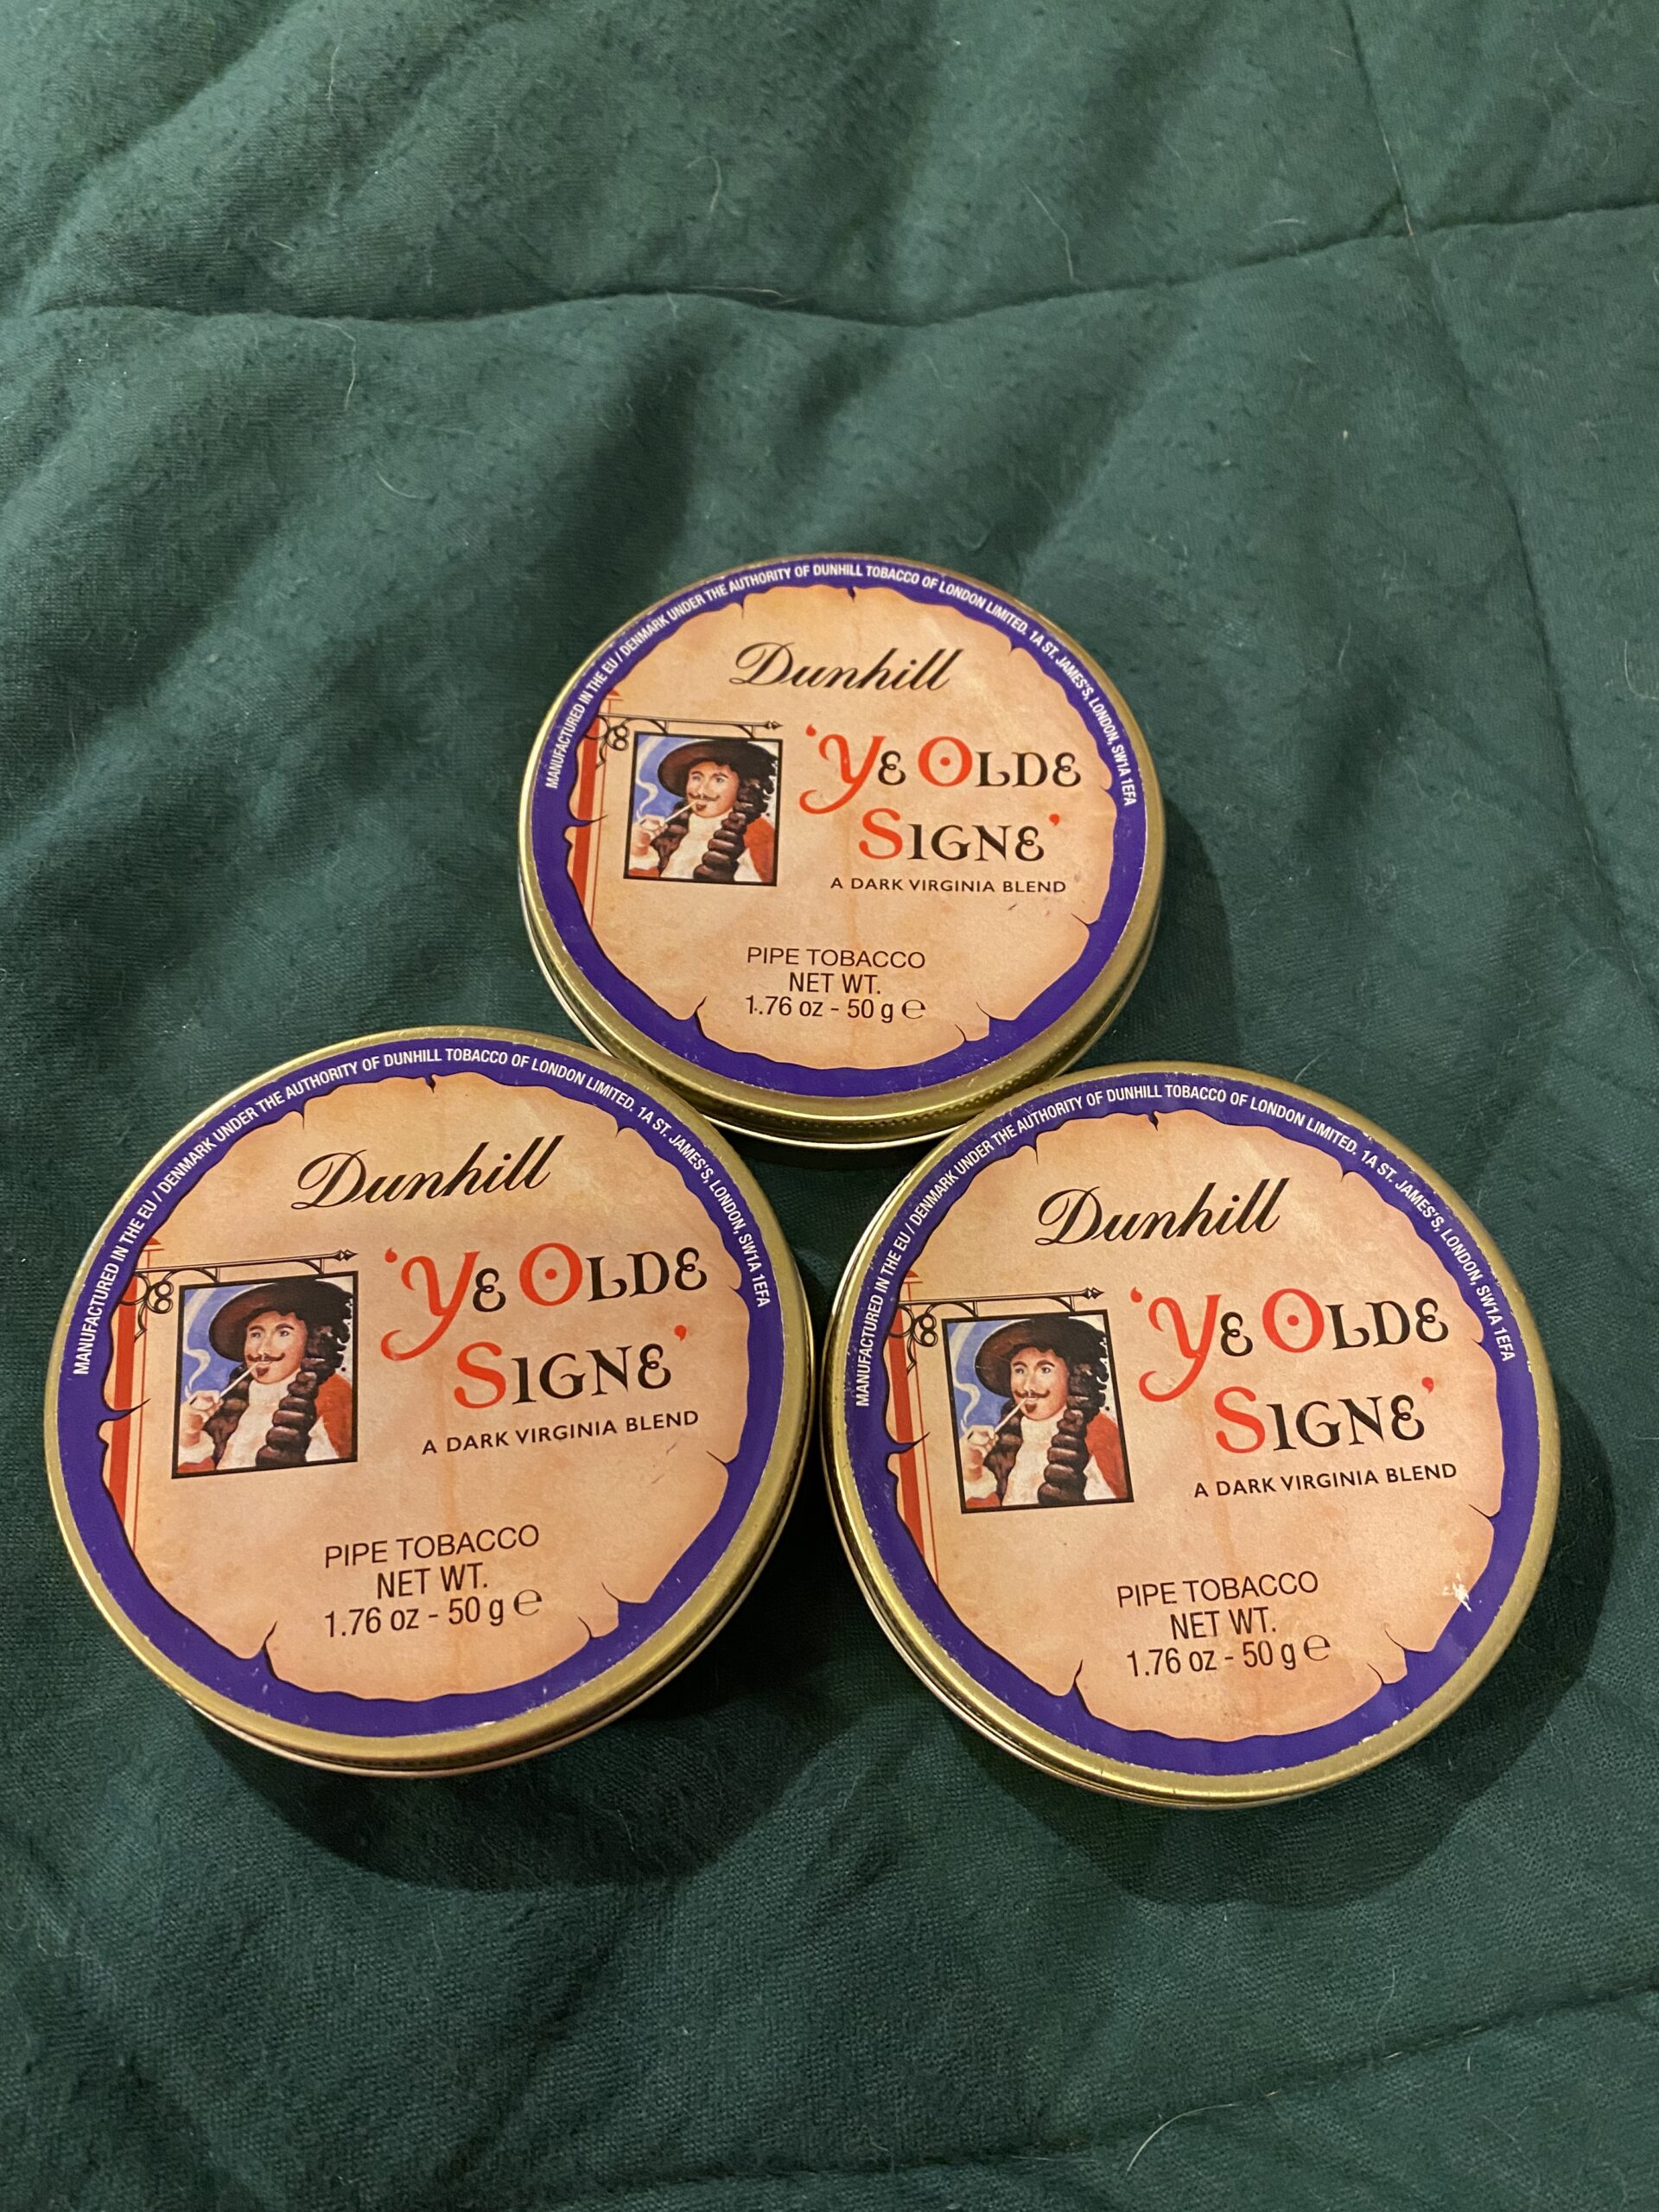 MANUFACTURED IN THE EU / DENMARK UNDER THE AUTHORITY OF DUNHILL TOBACCO OF LONDON LIMITED. 1A ST. JAMES'S, LONDON, SW1A 1EFA
Dunhill
'YE OLDE
SIGNE'
A DARK VIRGINIA BLEND
PIPE TOBACCO
NET WT.
1.76 oz - 50 g ℮
MANUFACTURED IN THE EU / DENMARK UNDER THE AUTHORITY OF DUNHILL TOBACCO OF LONDON LIMITED. 1A ST. JAMES'S, LONDON, SW1A 1EFA
Dunhill
'YE OLDE
SIGNE'
A DARK VIRGINIA BLEND
PIPE TOBACCO
NET WT.
1.76 oz - 50 g ℮
MANUFACTURED IN THE EU / DENMARK UNDER THE AUTHORITY OF DUNHILL TOBACCO OF LONDON LIMITED. 1A ST. JAMES'S, LONDON, SW1A 1EFA
Dunhill
'YE OLDE
SIGNE'
A DARK VIRGINIA BLEND
PIPE TOBACCO
NET WT.
1.76 oz - 50 g ℮